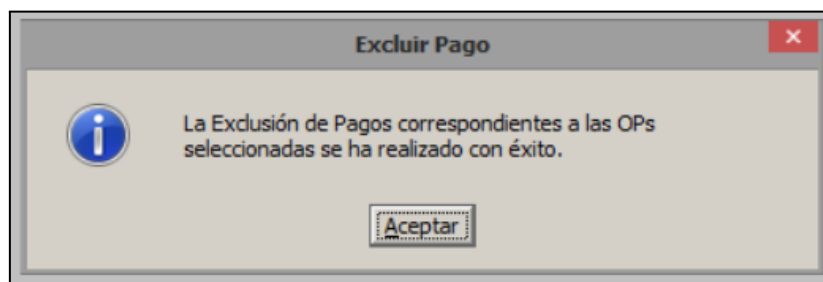 Excluir Pago
La Exclusión de Pagos correspondientes a las OPs
seleccionadas se ha realizado con éxito.
Aceptar